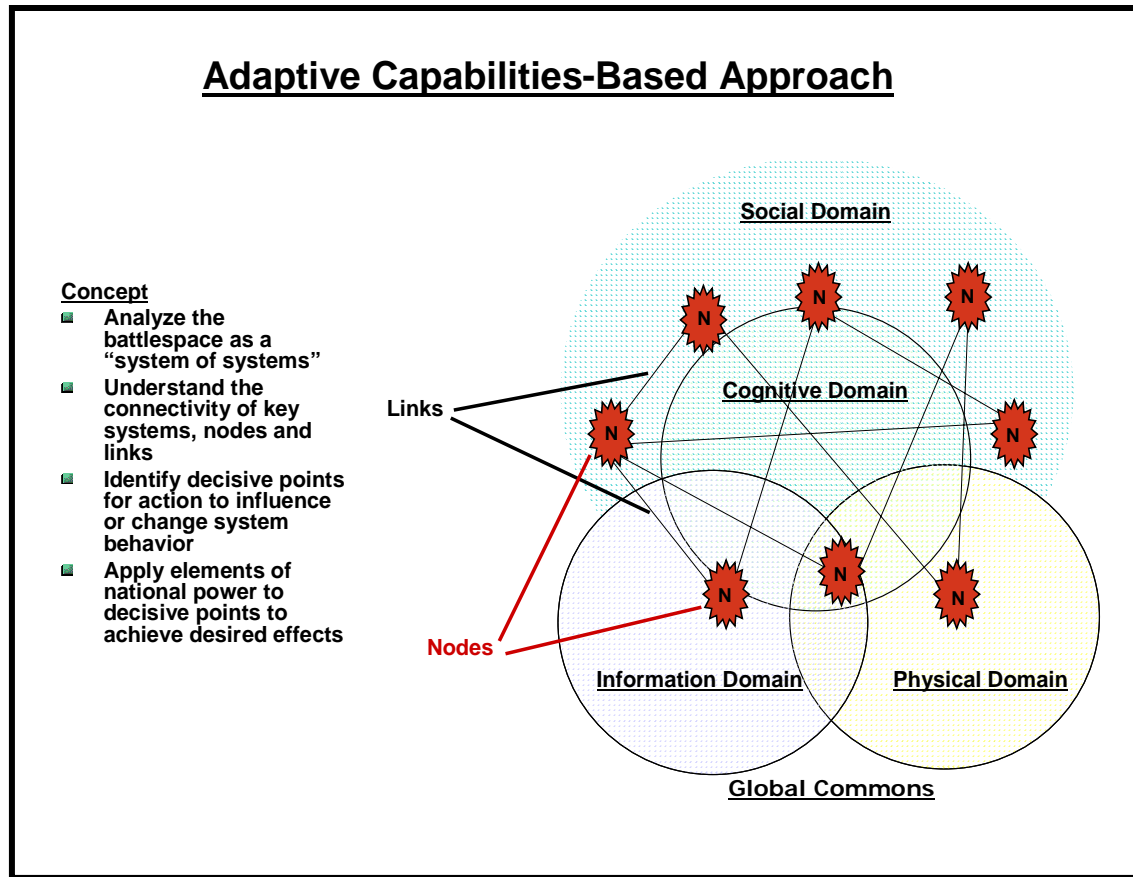 Adaptive Capabilities-Based Approach
Concept
Analyze the
battlespace as a
“system of systems”
Understand the
connectivity of key
systems, nodes and
links
Identify decisive points
for action to influence
or change system
behavior
Apply elements of
national power to
decisive points to
achieve desired effects
Links
Nodes
Social Domain
N
N
N
Cognitive Domain
N
N
N
N
N
Information Domain
Physical Domain
Global Commons